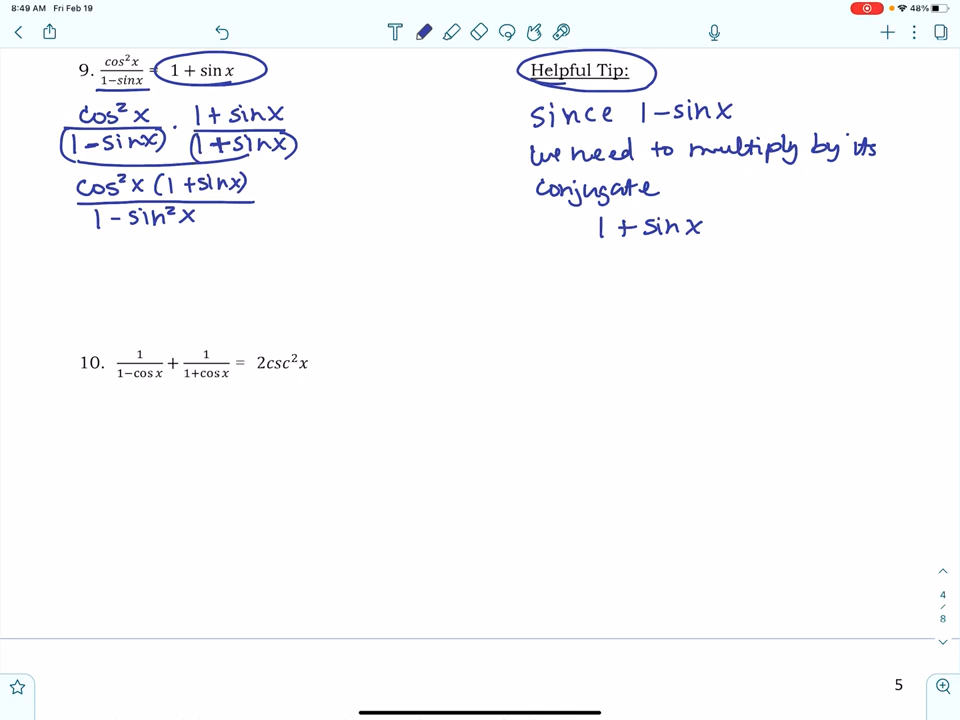 8:49 AM Fri Feb 19
48%
9. cos²x/1−sinx = 1 + sin x
Helpful Tip:
cos²x/(1 - sinx) · 1 + sinx/(1 + sinx)
since 1 - sinx
we need to multiply by its
conjugate
1 + sinx
cos²x (1 + sinx)/1 - sin²x
10. 1/1−cos x + 1/1+cos x = 2csc²x
4
/
8
5